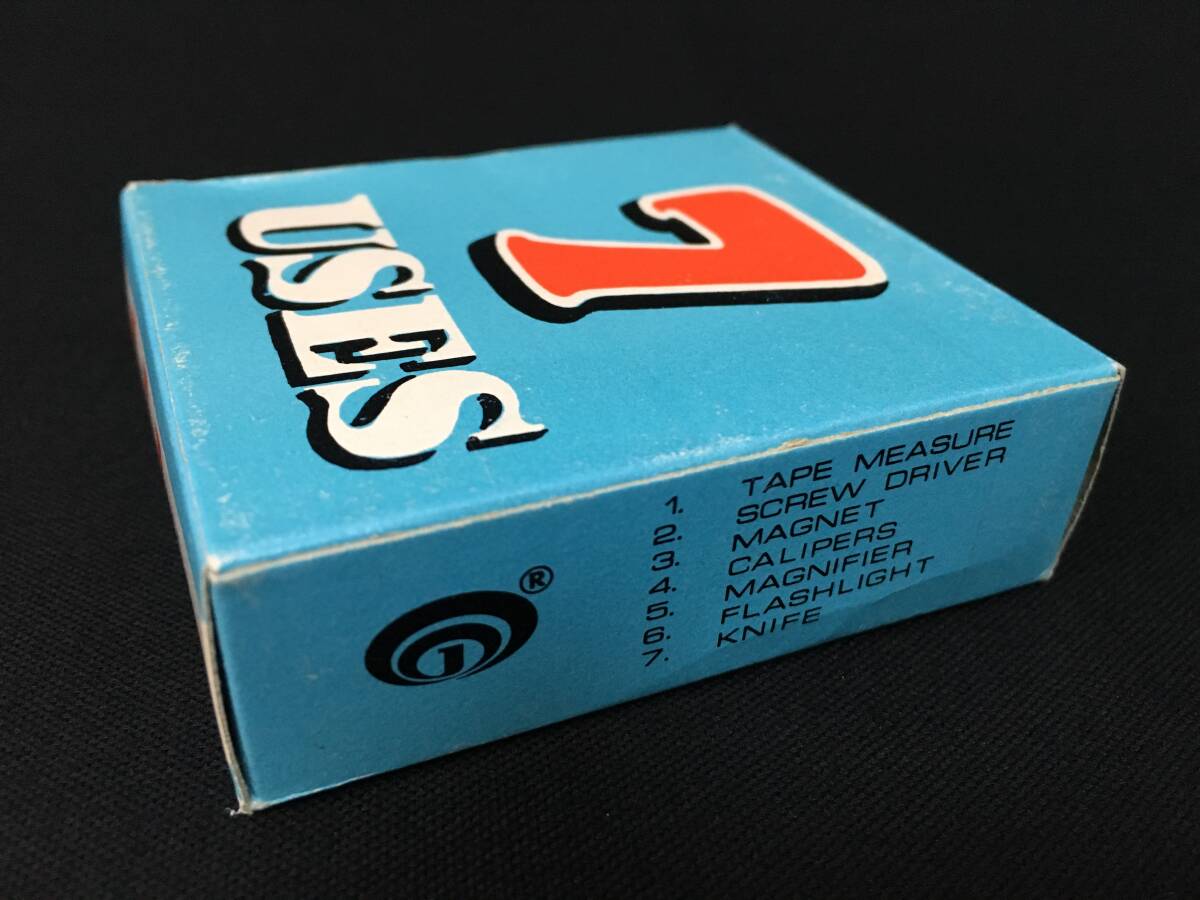 7
USES
1. TAPE MEASURE
2. SCREW DRIVER
3. MAGNET
4. CALIPERS
5. MAGNIFIER
6. FLASHLIGHT
7. KNIFE
J ®